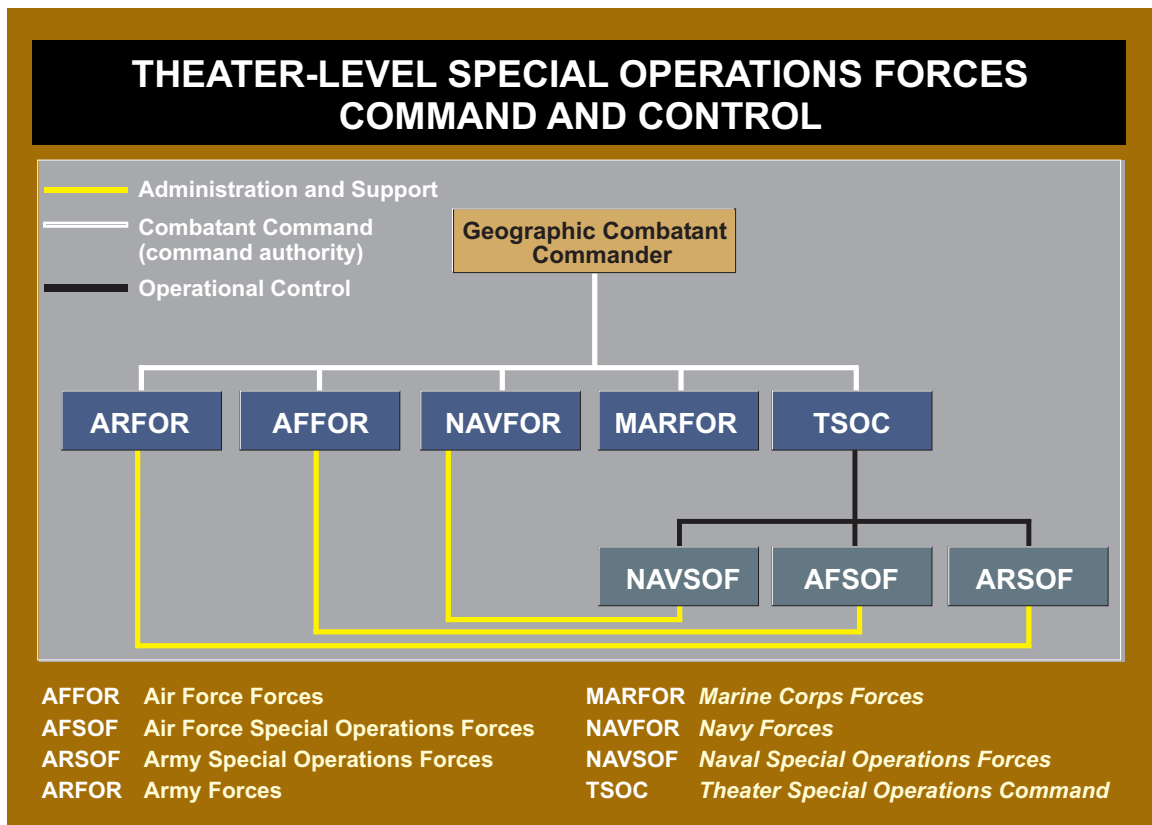 THEATER-LEVEL SPECIAL OPERATIONS FORCES
COMMAND AND CONTROL
Administration and Support
Combatant Command
(command authority)
Operational Control
Geographic Combatant
Commander
ARFOR
AFFOR
NAVFOR
MARFOR
TSOC
NAVSOF
AFSOF
ARSOF
AFFOR Air Force Forces
AFSOF Air Force Special Operations Forces
ARSOF Army Special Operations Forces
ARFOR Army Forces
MARFOR Marine Corps Forces
NAVFOR Navy Forces
NAVSOF Naval Special Operations Forces
TSOC Theater Special Operations Command